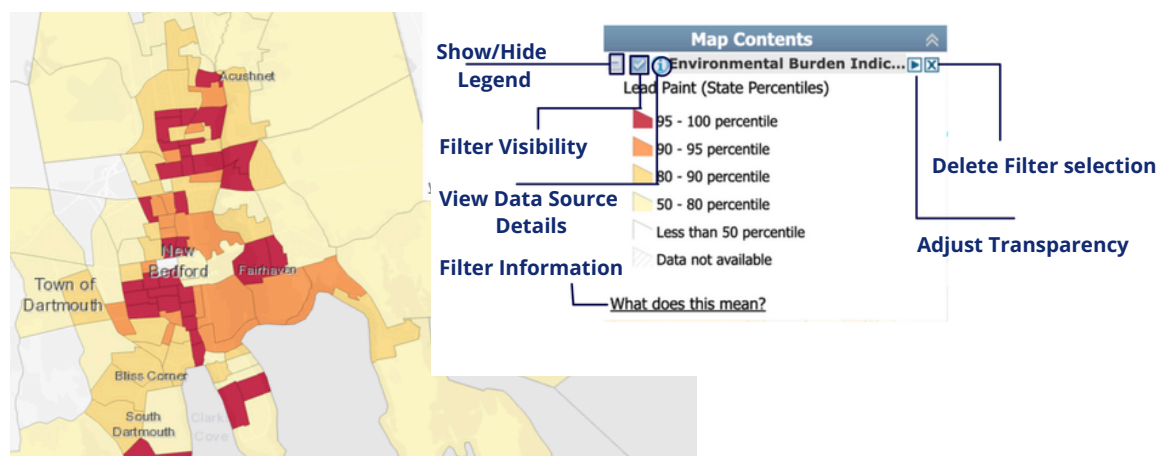 Acushnet
New
Bedford
Fairhaven
Town of
Dartmouth
Bliss Corner
South
Dartmouth
Clark
Cove
Show/Hide
Legend
Filter Visibility
View Data Source
Details
Filter Information
Map Contents
Environmental Burden Indic...
Lead Paint (State Percentiles)
95 - 100 percentile
90 - 95 percentile
80 - 90 percentile
50 - 80 percentile
Less than 50 percentile
Data not available
What does this mean?
Delete Filter selection
Adjust Transparency